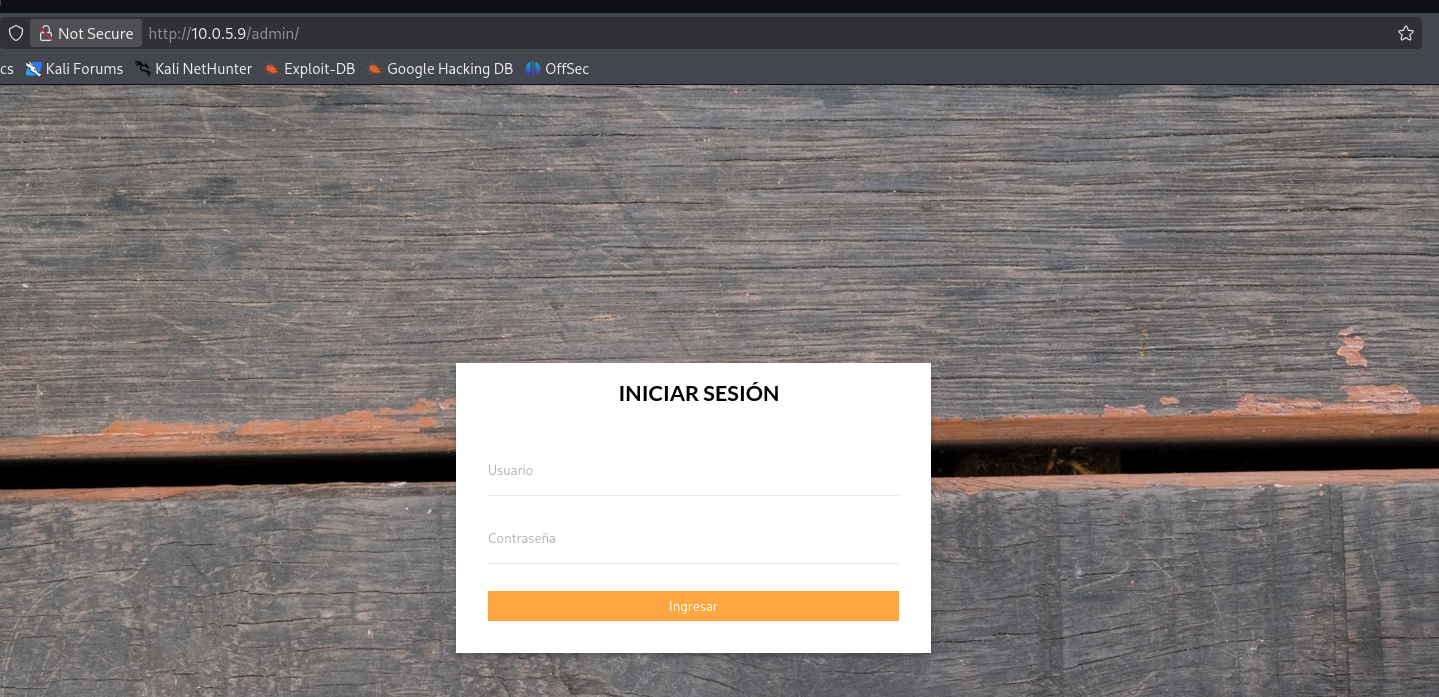 Not Secure http://10.0.5.9/admin/
cs Kali Forums Kali NetHunter Exploit-DB Google Hacking DB OffSec
INICIAR SESIÓN
Usuario
Contraseña
Ingresar